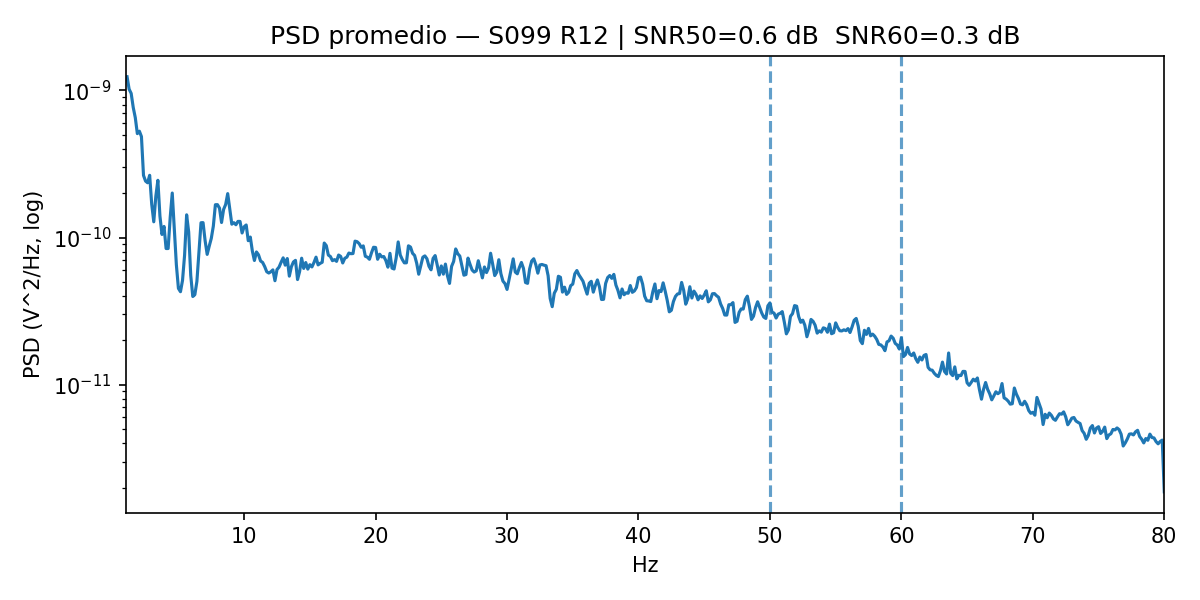 PSD promedio — S099 R12 | SNR50=0.6 dB  SNR60=0.3 dB
PSD (V^2/Hz, log)
10⁻⁹
10⁻¹⁰
10⁻¹¹
10 20 30 40 50 60 70 80
Hz